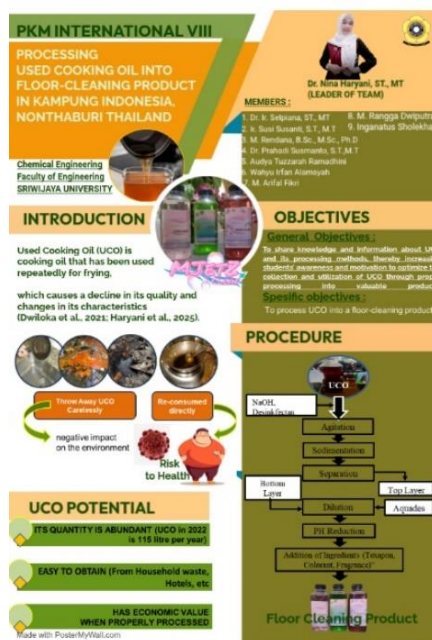 PKM INTERNATIONAL VIII
PROCESSING
USED COOKING OIL INTO
FLOOR-CLEANING PRODUCT
IN KAMPUNG INDONESIA,
NONTHABURI THAILAND
Chemical Engineering
Faculty of Engineering
SRIWIJAYA UNIVERSITY
Dr. Nina Haryani, ST., MT
(LEADER OF TEAM)
MEMBERS :
1. Dr. Ir. Selpiana, ST., MT
2. Ir. Susi Susanti, S.T., M.T
3. M. Rendana, B.Sc., M.Sc., Ph.D
4. Dr. Prahady Susmanto, S.T.,M.T
5. Audya Tuzzarah Ramadhini
6. Wahyu Irfan Alamsyah
7. M. Arifal Fikri
8. M. Rangga Dwiputra
9. Inganatus Sholekha
INTRODUCTION
Used Cooking Oil (UCO) is
cooking oil that has been used
repeatedly for frying,
which causes a decline in its quality and
changes in its characteristics
(Dwiloka et al., 2021; Haryani et al., 2025).
Throw Away UCO
Carelessly
Re-consumed
directly
negative impact
on the environment
Risk
to Health
UCO POTENTIAL
ITS QUANTITY IS ABUNDANT (UCO in 2022
is 115 litre per year)
EASY TO OBTAIN (From Household waste,
Hotels, etc
HAS ECONOMIC VALUE
WHEN PROPERLY PROCESSED
Made with PosterMyWall.com
OBJECTIVES
General Objectives :
To share knowledge and information about
and its processing methods, thereby
students' awareness and motivation to optimize
collection and utilization of UCO through
processing into valuable
Spesific objectives :
To process UCO into a floor-cleaning product
PROCEDURE
UCO
NaOH,
Desinkfectan
Agitation
Sedimentation
Separation
Bottom
Layer
Top Layer
Dilution
Aquades
PH Reduction
Addition of Ingredients (Texapon,
Colorant, Fragrance)"
Floor Cleaning Product